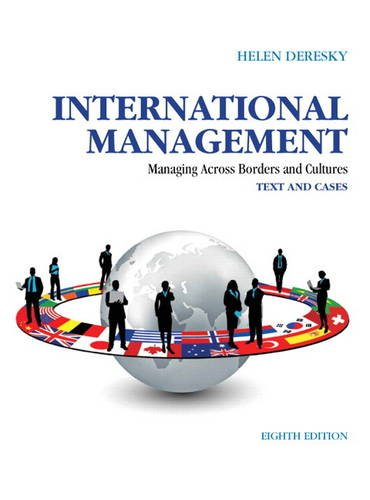 HELEN DERESKY
INTERNATIONAL
MANAGEMENT
Managing Across Borders and Cultures
TEXT AND CASES
EIGHTH EDITION